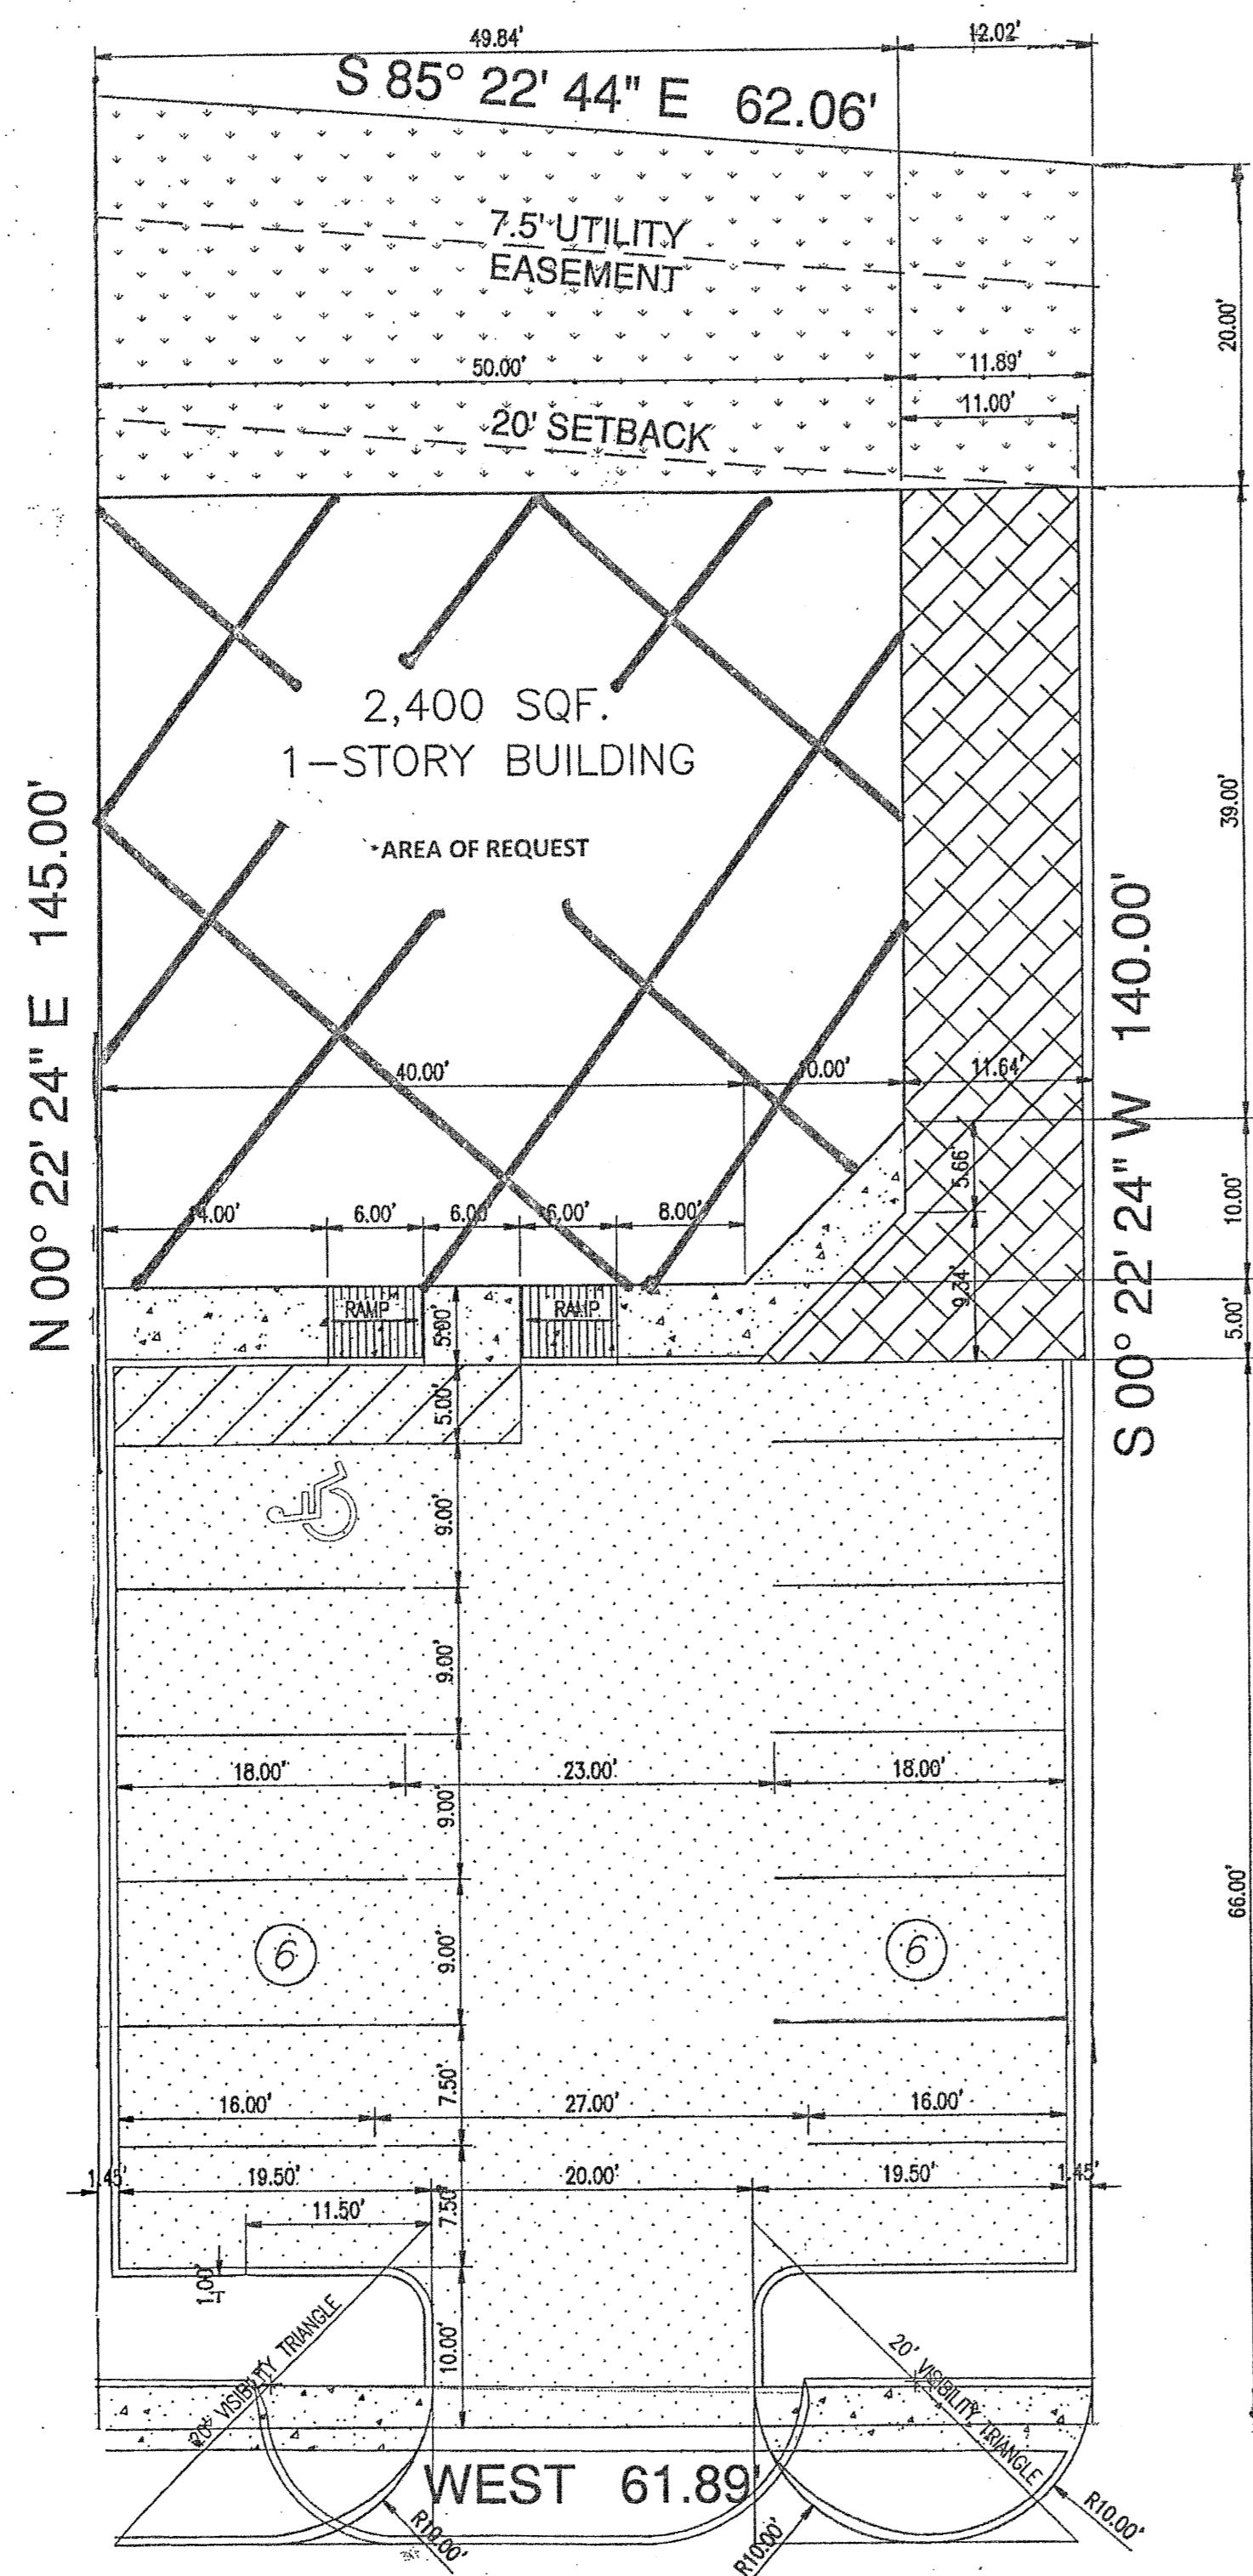 49.84'
12.02'
S 85° 22' 44" E 62.06'
7.5' UTILITY
EASEMENT
20.00'
50.00'
11.89'
11.00'
20' SETBACK
2,400 SQF.
1-STORY BUILDING
AREA OF REQUEST
39.00'
N 00° 22' 24" E 145.00'
S 00° 22' 24" W 140.00'
40.00'
10.00'
11.64'
5.66'
10.00'
14.00'
6.00'
6.00'
6.00'
8.00'
9.34'
RAMP
RAMP
5.00'
5.00'
5.00'
9.00'
9.00'
18.00'
23.00'
18.00'
9.00'
66.00'
6
6
9.00'
7.50'
16.00'
27.00'
16.00'
1.45'
19.50'
20.00'
19.50'
1.45'
11.50'
7.50'
1.00'
10.00'
20' VISIBILITY TRIANGLE
20' VISIBILITY TRIANGLE
WEST 61.89'
R10.00'
R10.00'
R10.00'